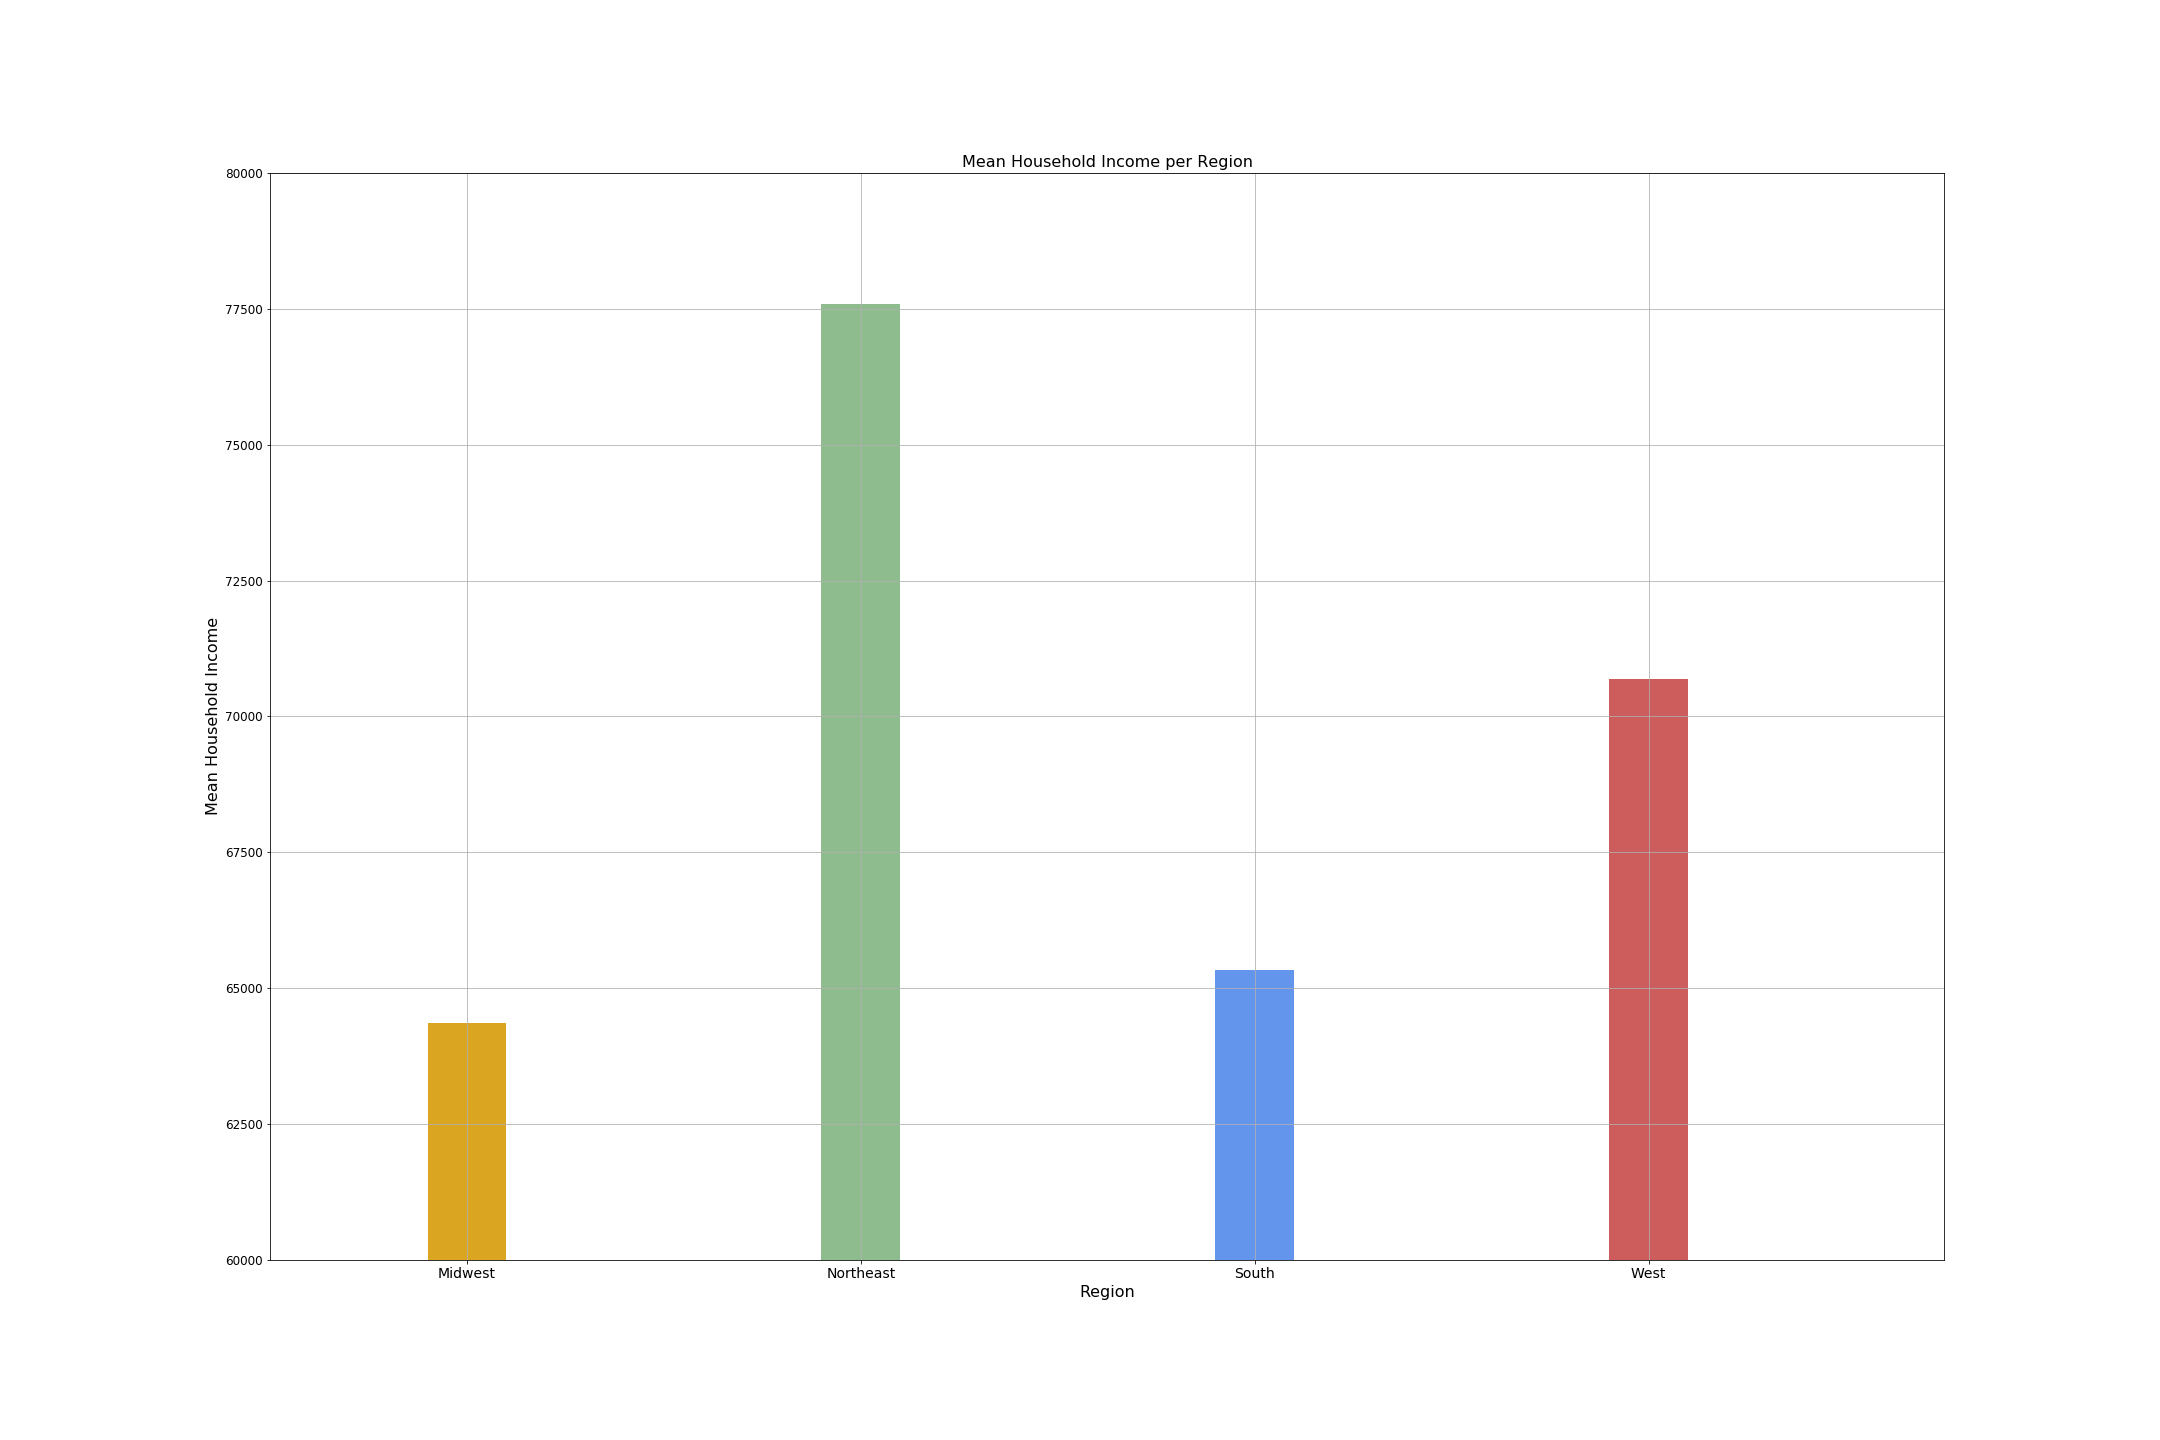 Mean Household Income per Region
80000
77500
75000
72500
70000
67500
65000
62500
60000
Mean Household Income
Midwest Northeast South West
Region